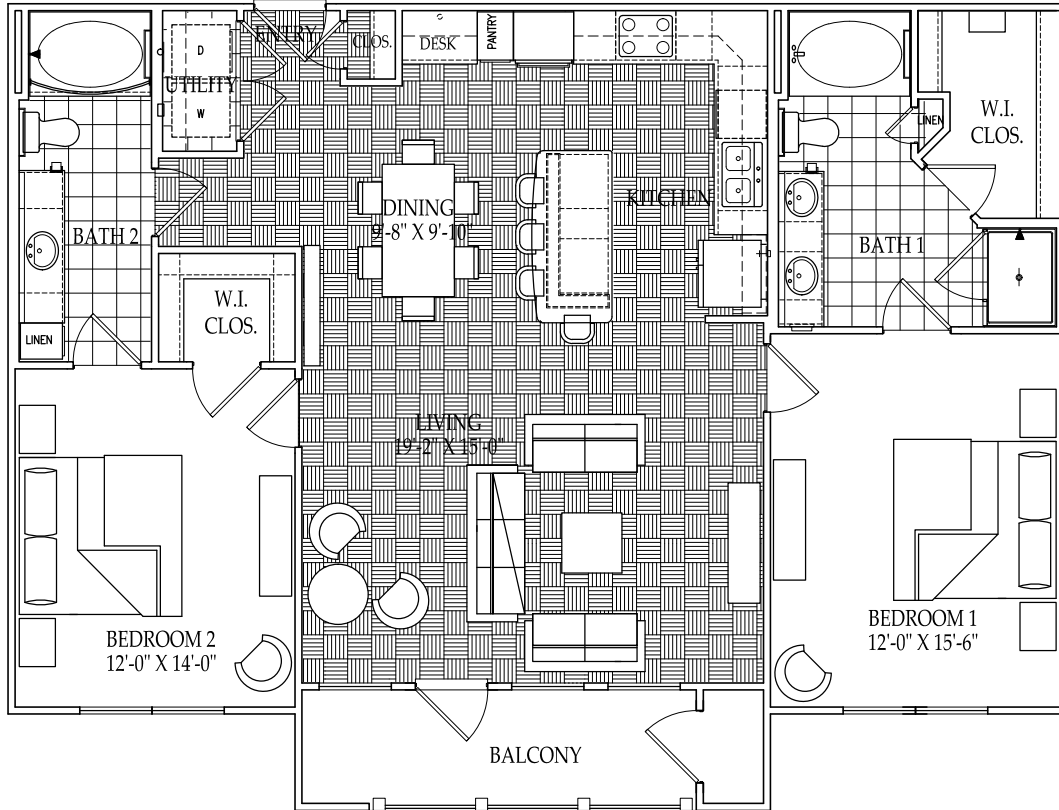 ENTRY
CLOS.
DESK
PANTRY
D
UTILITY
W
LINEN
W.I.
CLOS.
DINING
9'-8" X 9'-10"
KITCHEN
BATH 2
BATH 1
W.I.
CLOS.
LINEN
LIVING
19'-2" X 15'-0"
BEDROOM 2
12'-0" X 14'-0"
BEDROOM 1
12'-0" X 15'-6"
BALCONY